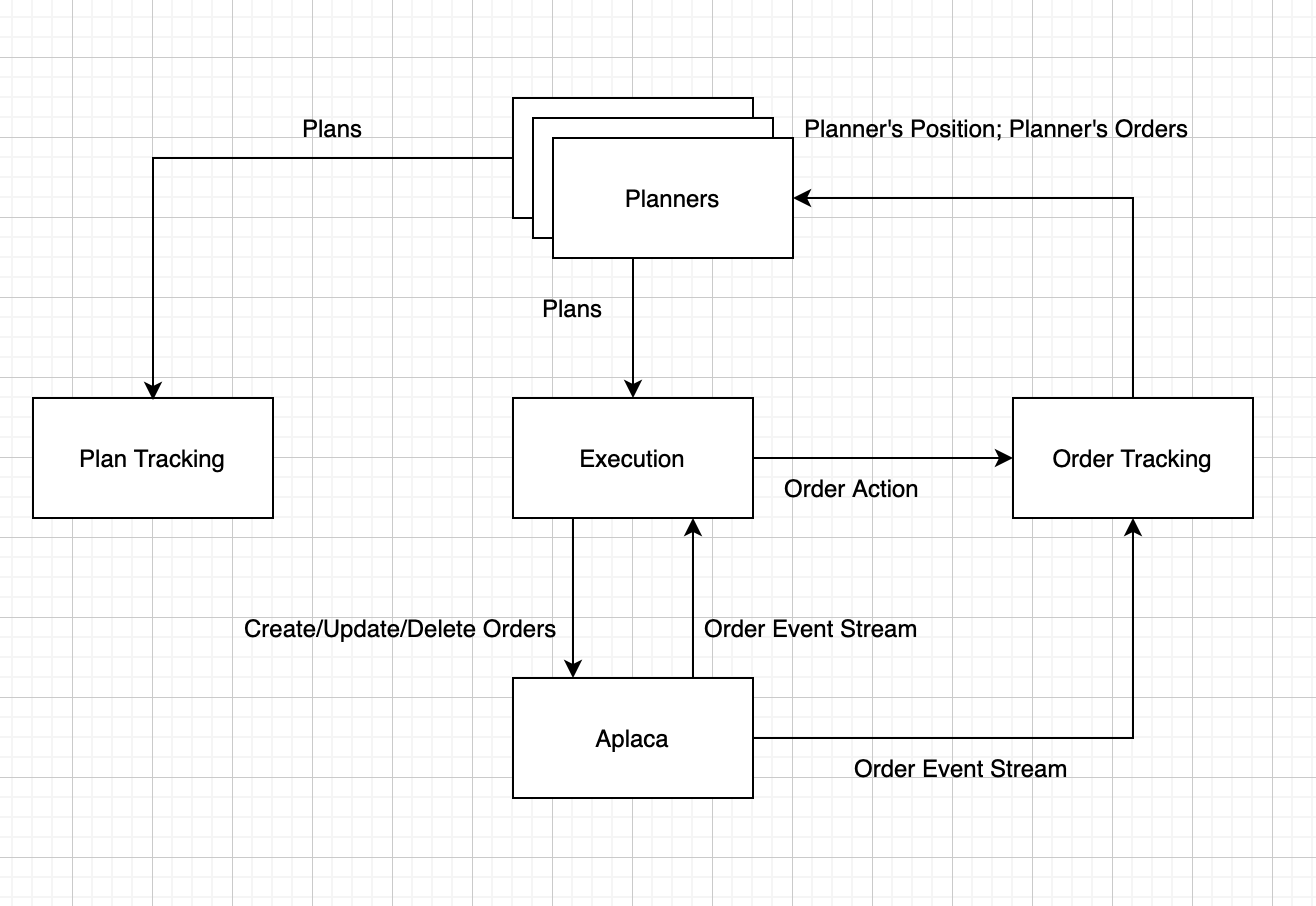 Plans
Planner's Position; Planner's Orders
Planners
Plans
Plan Tracking
Execution
Order Tracking
Order Action
Create/Update/Delete Orders
Order Event Stream
Aplaca
Order Event Stream